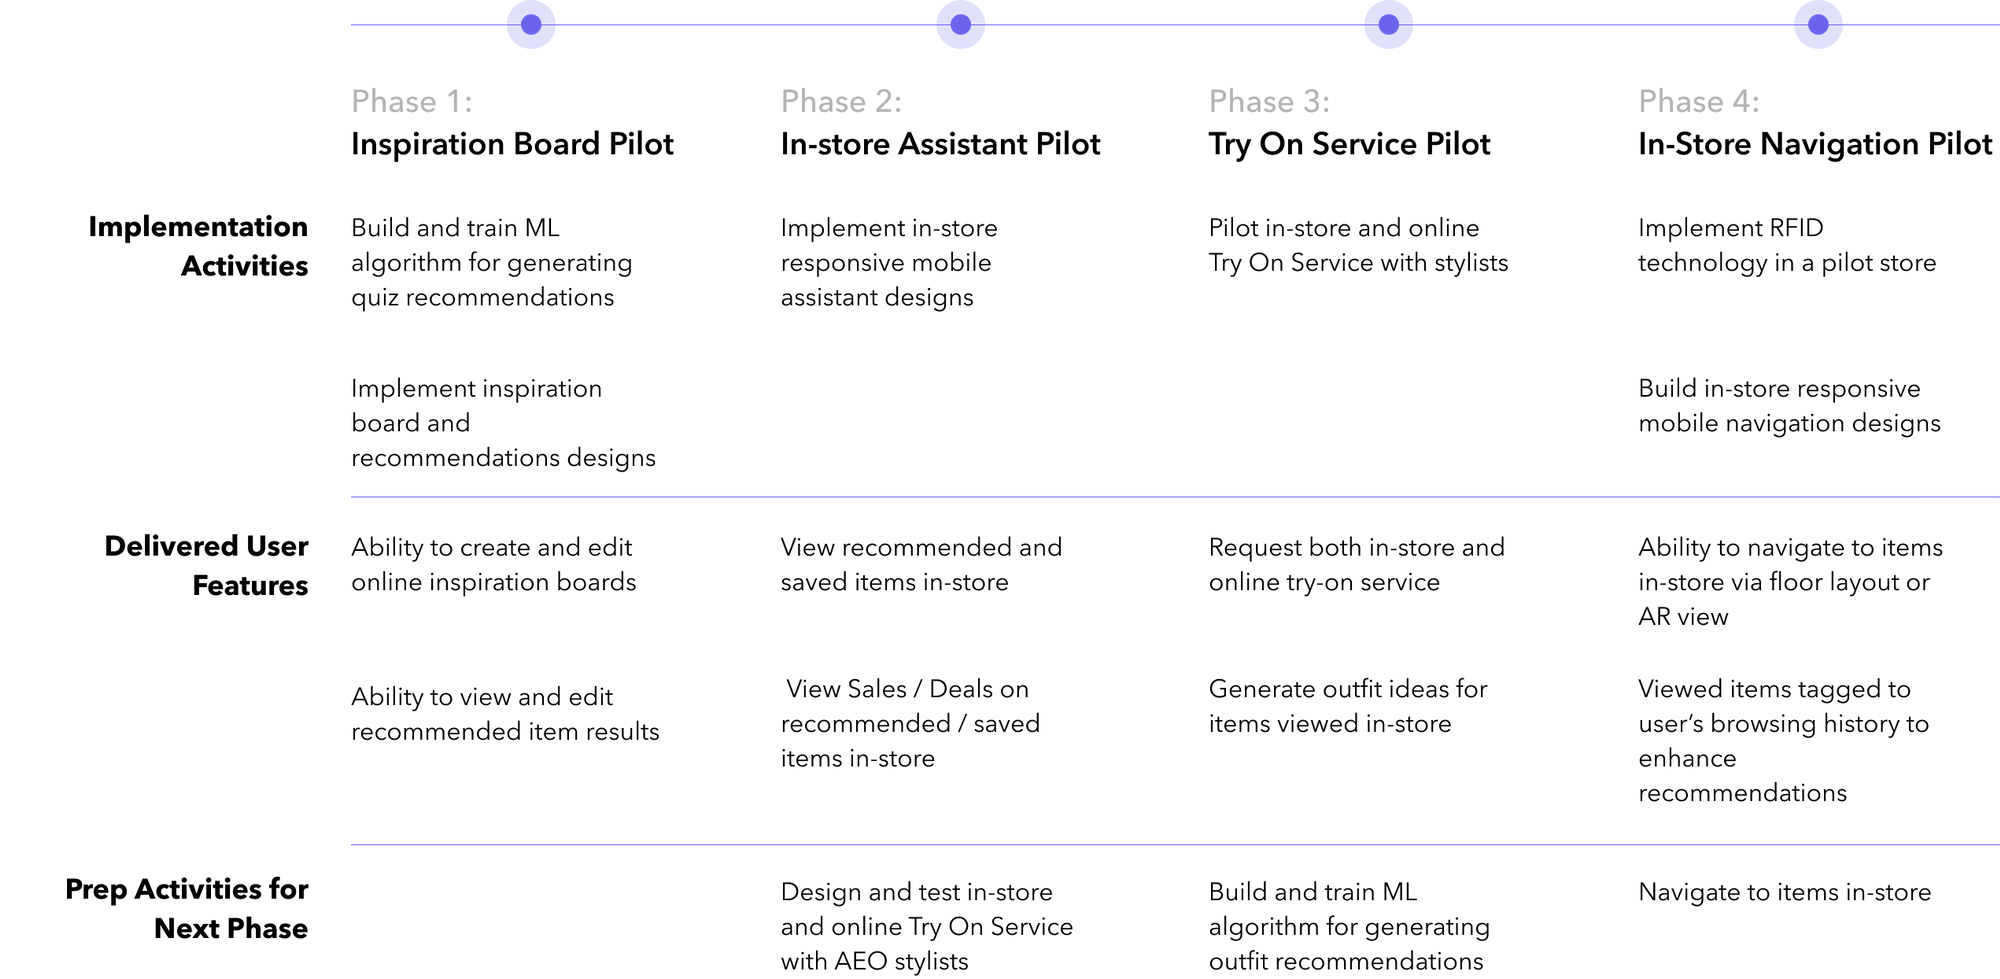 Phase 1:
Inspiration Board Pilot
Phase 2:
In-store Assistant Pilot
Phase 3:
Try On Service Pilot
Phase 4:
In-Store Navigation Pilot
Implementation
Activities
Build and train ML
algorithm for generating
quiz recommendations
Implement inspiration
board and
recommendations designs
Implement in-store
responsive mobile
assistant designs
Pilot in-store and online
Try On Service with stylists
Implement RFID
technology in a pilot store
Build in-store responsive
mobile navigation designs
Delivered User
Features
Ability to create and edit
online inspiration boards
Ability to view and edit
recommended item results
View recommended and
saved items in-store
View Sales / Deals on
recommended / saved
items in-store
Request both in-store and
online try-on service
Generate outfit ideas for
items viewed in-store
Ability to navigate to items
in-store via floor layout or
AR view
Viewed items tagged to
user’s browsing history to
enhance
recommendations
Prep Activities for
Next Phase
Design and test in-store
and online Try On Service
with AEO stylists
Build and train ML
algorithm for generating
outfit recommendations
Navigate to items in-store